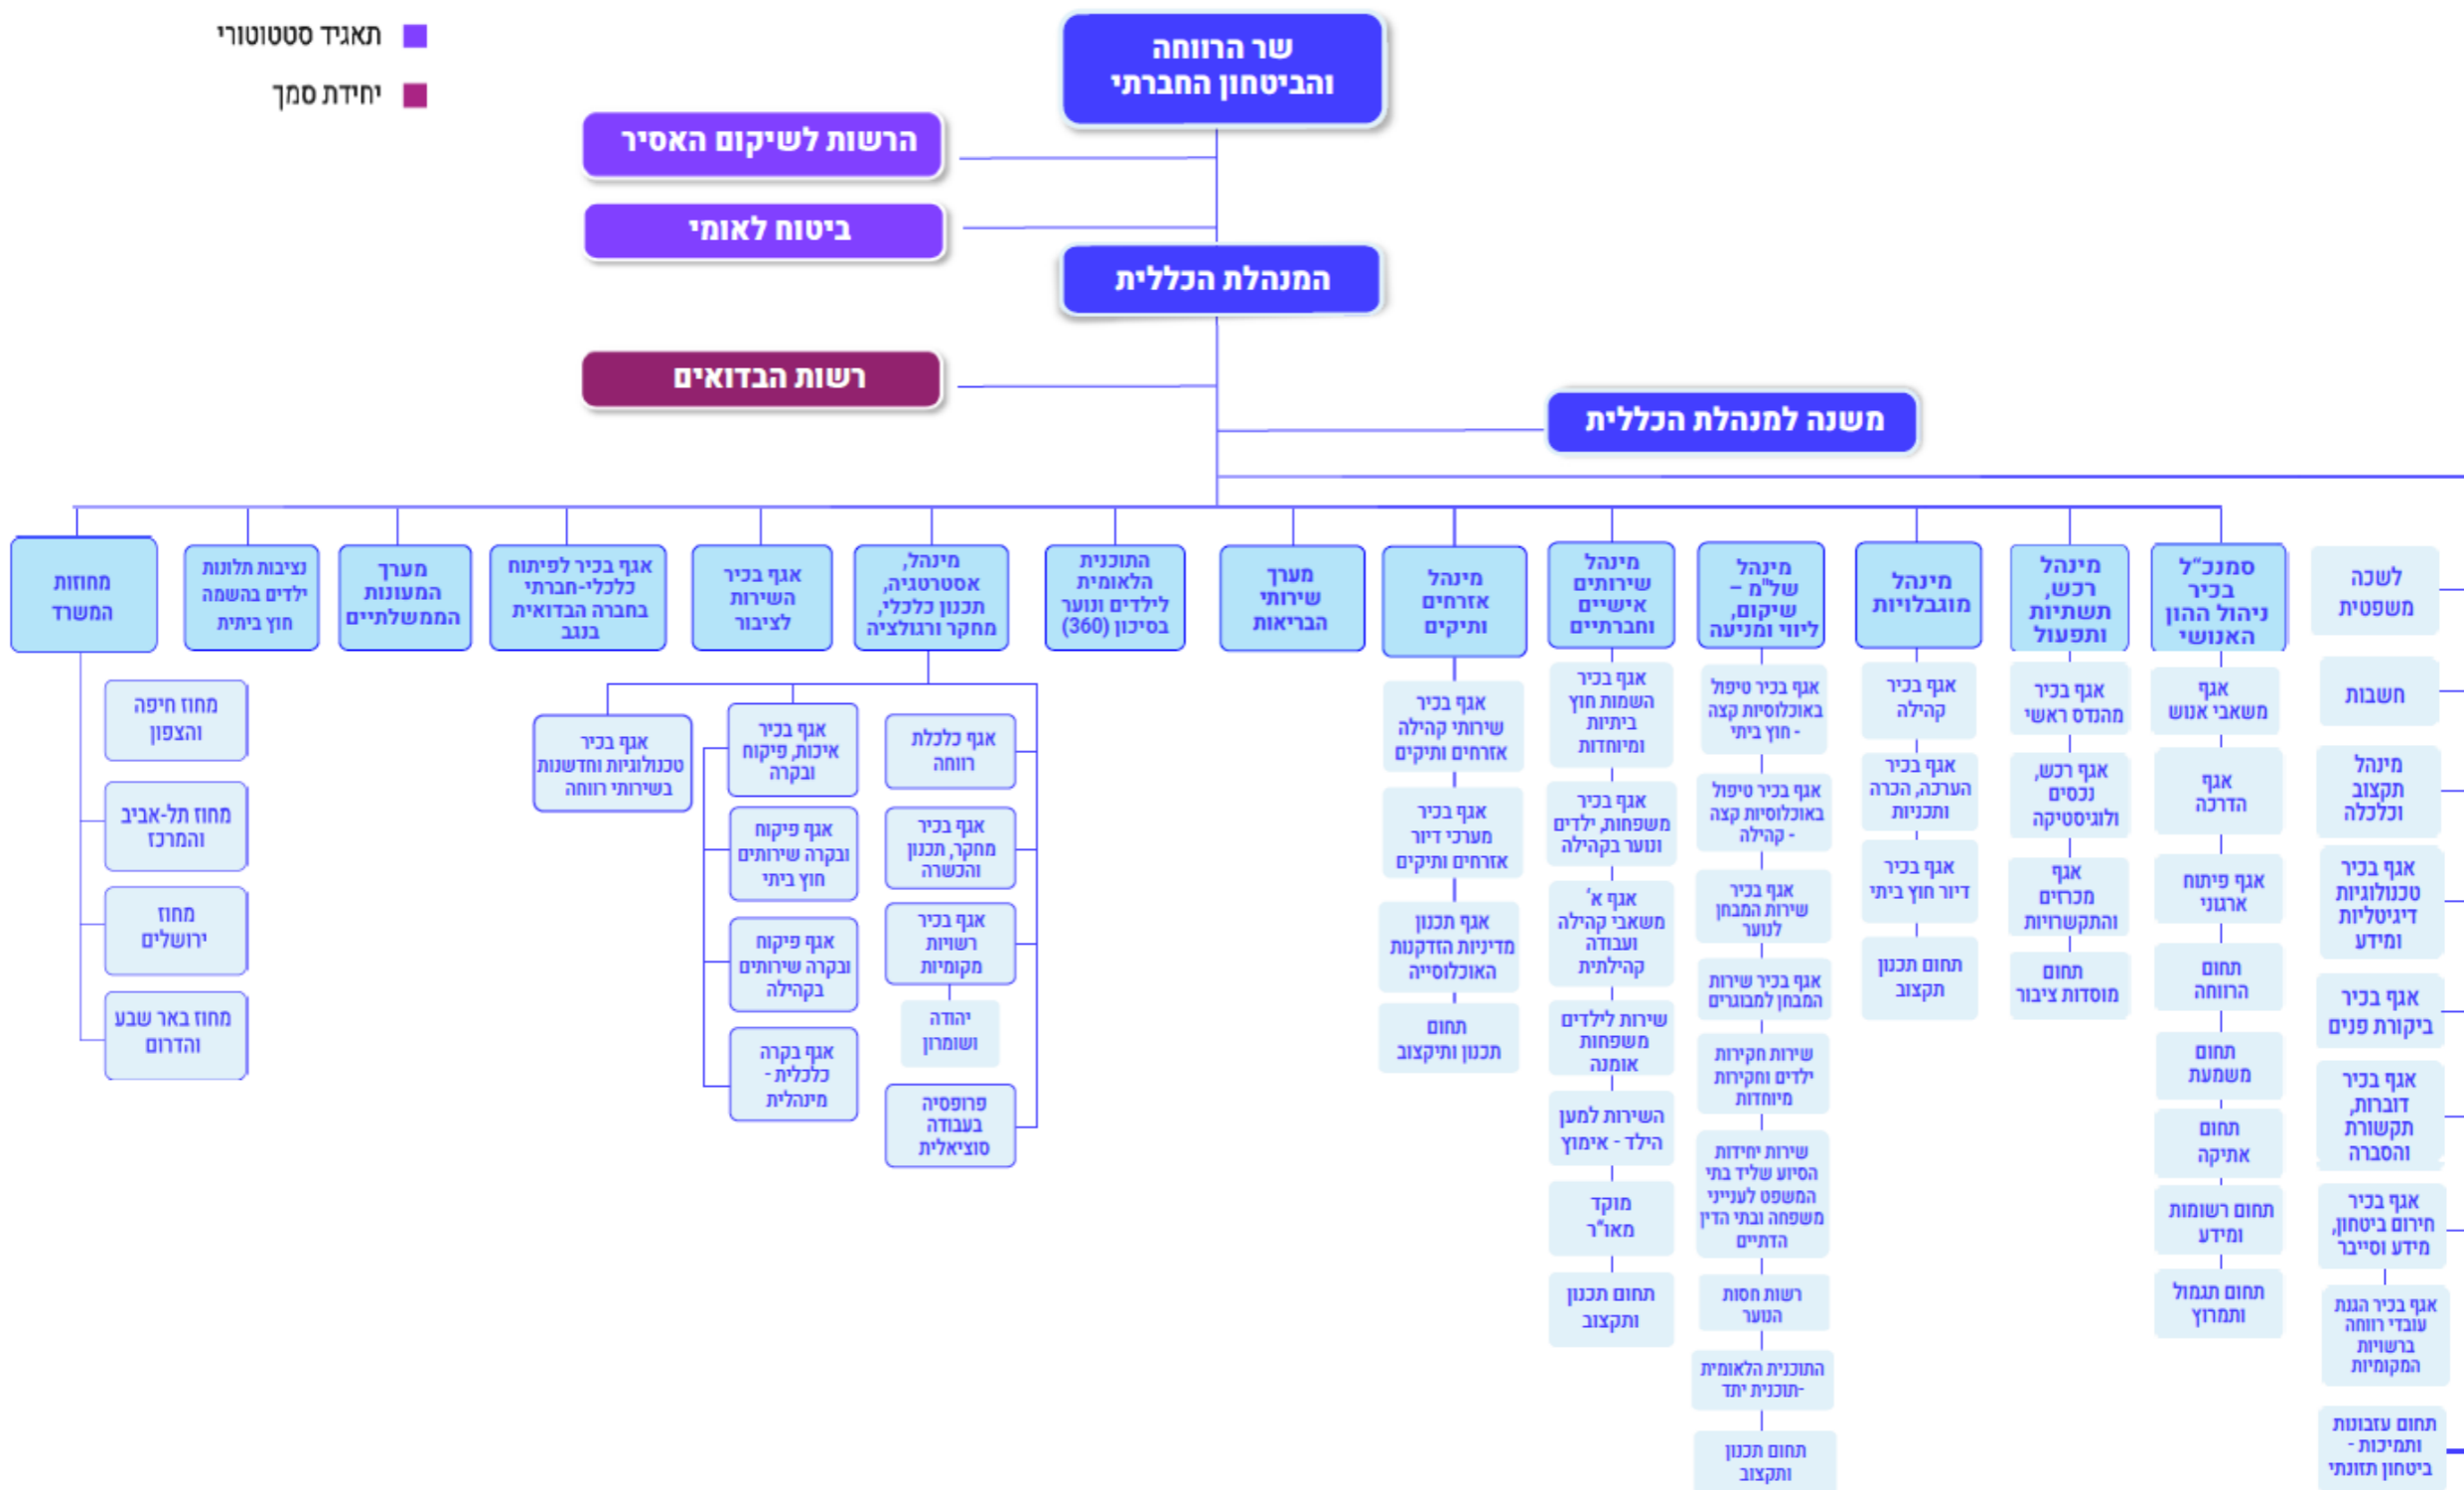 שר הרווחה
והביטחון החברתי
תאגיד סטטוטורי
יחידת סמך
הרשות לשיקום האסיר
ביטוח לאומי
המנהלת הכללית
רשות הבדואים
משנה למנהלת הכללית
לשכה
משפטית
חשבות
מינהל
תקצוב
וכלכלה
אגף בכיר
טכנולוגיות
דיגיטליות
ומידע
אגף בכיר
ביקורת פנים
אגף בכיר
דוברות,
תקשורת
והסברה
אגף בכיר
חירום ביטחון,
מידע וסייבר
אגף בכיר הגנת
עובדי רווחה
ברשויות
המקומיות
תחום עזבונות
ותמיכות -
ביטחון תזונתי
סמנכ"ל
בכיר
ניהול ההון
האנושי
אגף
משאבי אנוש
אגף
הדרכה
אגף פיתוח
ארגוני
תחום
הרווחה
תחום
משמעת
תחום
אתיקה
תחום רשומות
ומידע
תחום תגמול
ותמרוץ
מינהל
רכש,
תשתיות
ותפעול
אגף בכיר
מהנדס ראשי
אגף רכש,
נכסים
ולוגיסטיקה
אגף
מכרזים
והתקשרויות
תחום
מוסדות ציבור
מינהל
מוגבלויות
אגף בכיר
קהילה
אגף בכיר
הערכה, הכרה
ותכניות
אגף בכיר
דיור חוץ ביתי
תחום תכנון
תקצוב
מינהל
של"מ –
שיקום,
ליווי ומניעה
אגף בכיר טיפול
באוכלוסיות קצה
- חוץ ביתי
אגף בכיר טיפול
באוכלוסיות קצה
- קהילה
אגף בכיר
שירות המבחן
לנוער
אגף בכיר שירות
המבחן למבוגרים
שירות חקירות
ילדים וחקירות
מיוחדות
שירות יחידות
הסיוע שליד בתי
המשפט לענייני
משפחה ובתי הדין
הדתיים
רשות חסות
הנוער
התוכנית הלאומית
-תוכנית יתד
תחום תכנון
ותקצוב
מינהל
שירותים
אישיים
וחברתיים
אגף בכיר
השמות חוץ
ביתיות
ומיוחדות
אגף בכיר
משפחות, ילדים
ונוער בקהילה
אגף א'
משאבי קהילה
ועבודה
קהילתית
שירות לילדים
משפחות
אומנה
השירות למען
הילד - אימוץ
מוקד
מאו"ר
תחום תכנון
ותקצוב
מינהל
אזרחים
ותיקים
אגף בכיר
שירותי קהילה
אזרחים ותיקים
אגף בכיר
מערכי דיור
אזרחים ותיקים
אגף תכנון
מדיניות הזדקנות
האוכלוסייה
תחום
תכנון ותיקצוב
מערך
שירותי
הבריאות
התוכנית
הלאומית
לילדים ונוער
בסיכון (360)
מינהל,
אסטרטגיה,
תכנון כלכלי,
מחקר ורגולציה
אגף כלכלת
רווחה
אגף בכיר
מחקר, תכנון
והכשרה
אגף בכיר
רשויות
מקומיות
יהודה
ושומרון
פרופסיה
בעבודה
סוציאלית
אגף בכיר
איכות, פיקוח
ובקרה
אגף פיקוח
ובקרה שירותים
חוץ ביתי
אגף פיקוח
ובקרה שירותים
בקהילה
אגף בקרה
כלכלית -
מינהלית
אגף בכיר
טכנולוגיות וחדשנות
בשירותי רווחה
אגף בכיר
השירות
לציבור
אגף בכיר לפיתוח
כלכלי-חברתי
בחברה הבדואית
בנגב
מערך
המעונות
הממשלתיים
נציבות תלונות
ילדים בהשמה
חוץ ביתית
מחוזות
המשרד
מחוז חיפה
והצפון
מחוז תל-אביב
והמרכז
מחוז
ירושלים
מחוז באר שבע
והדרום